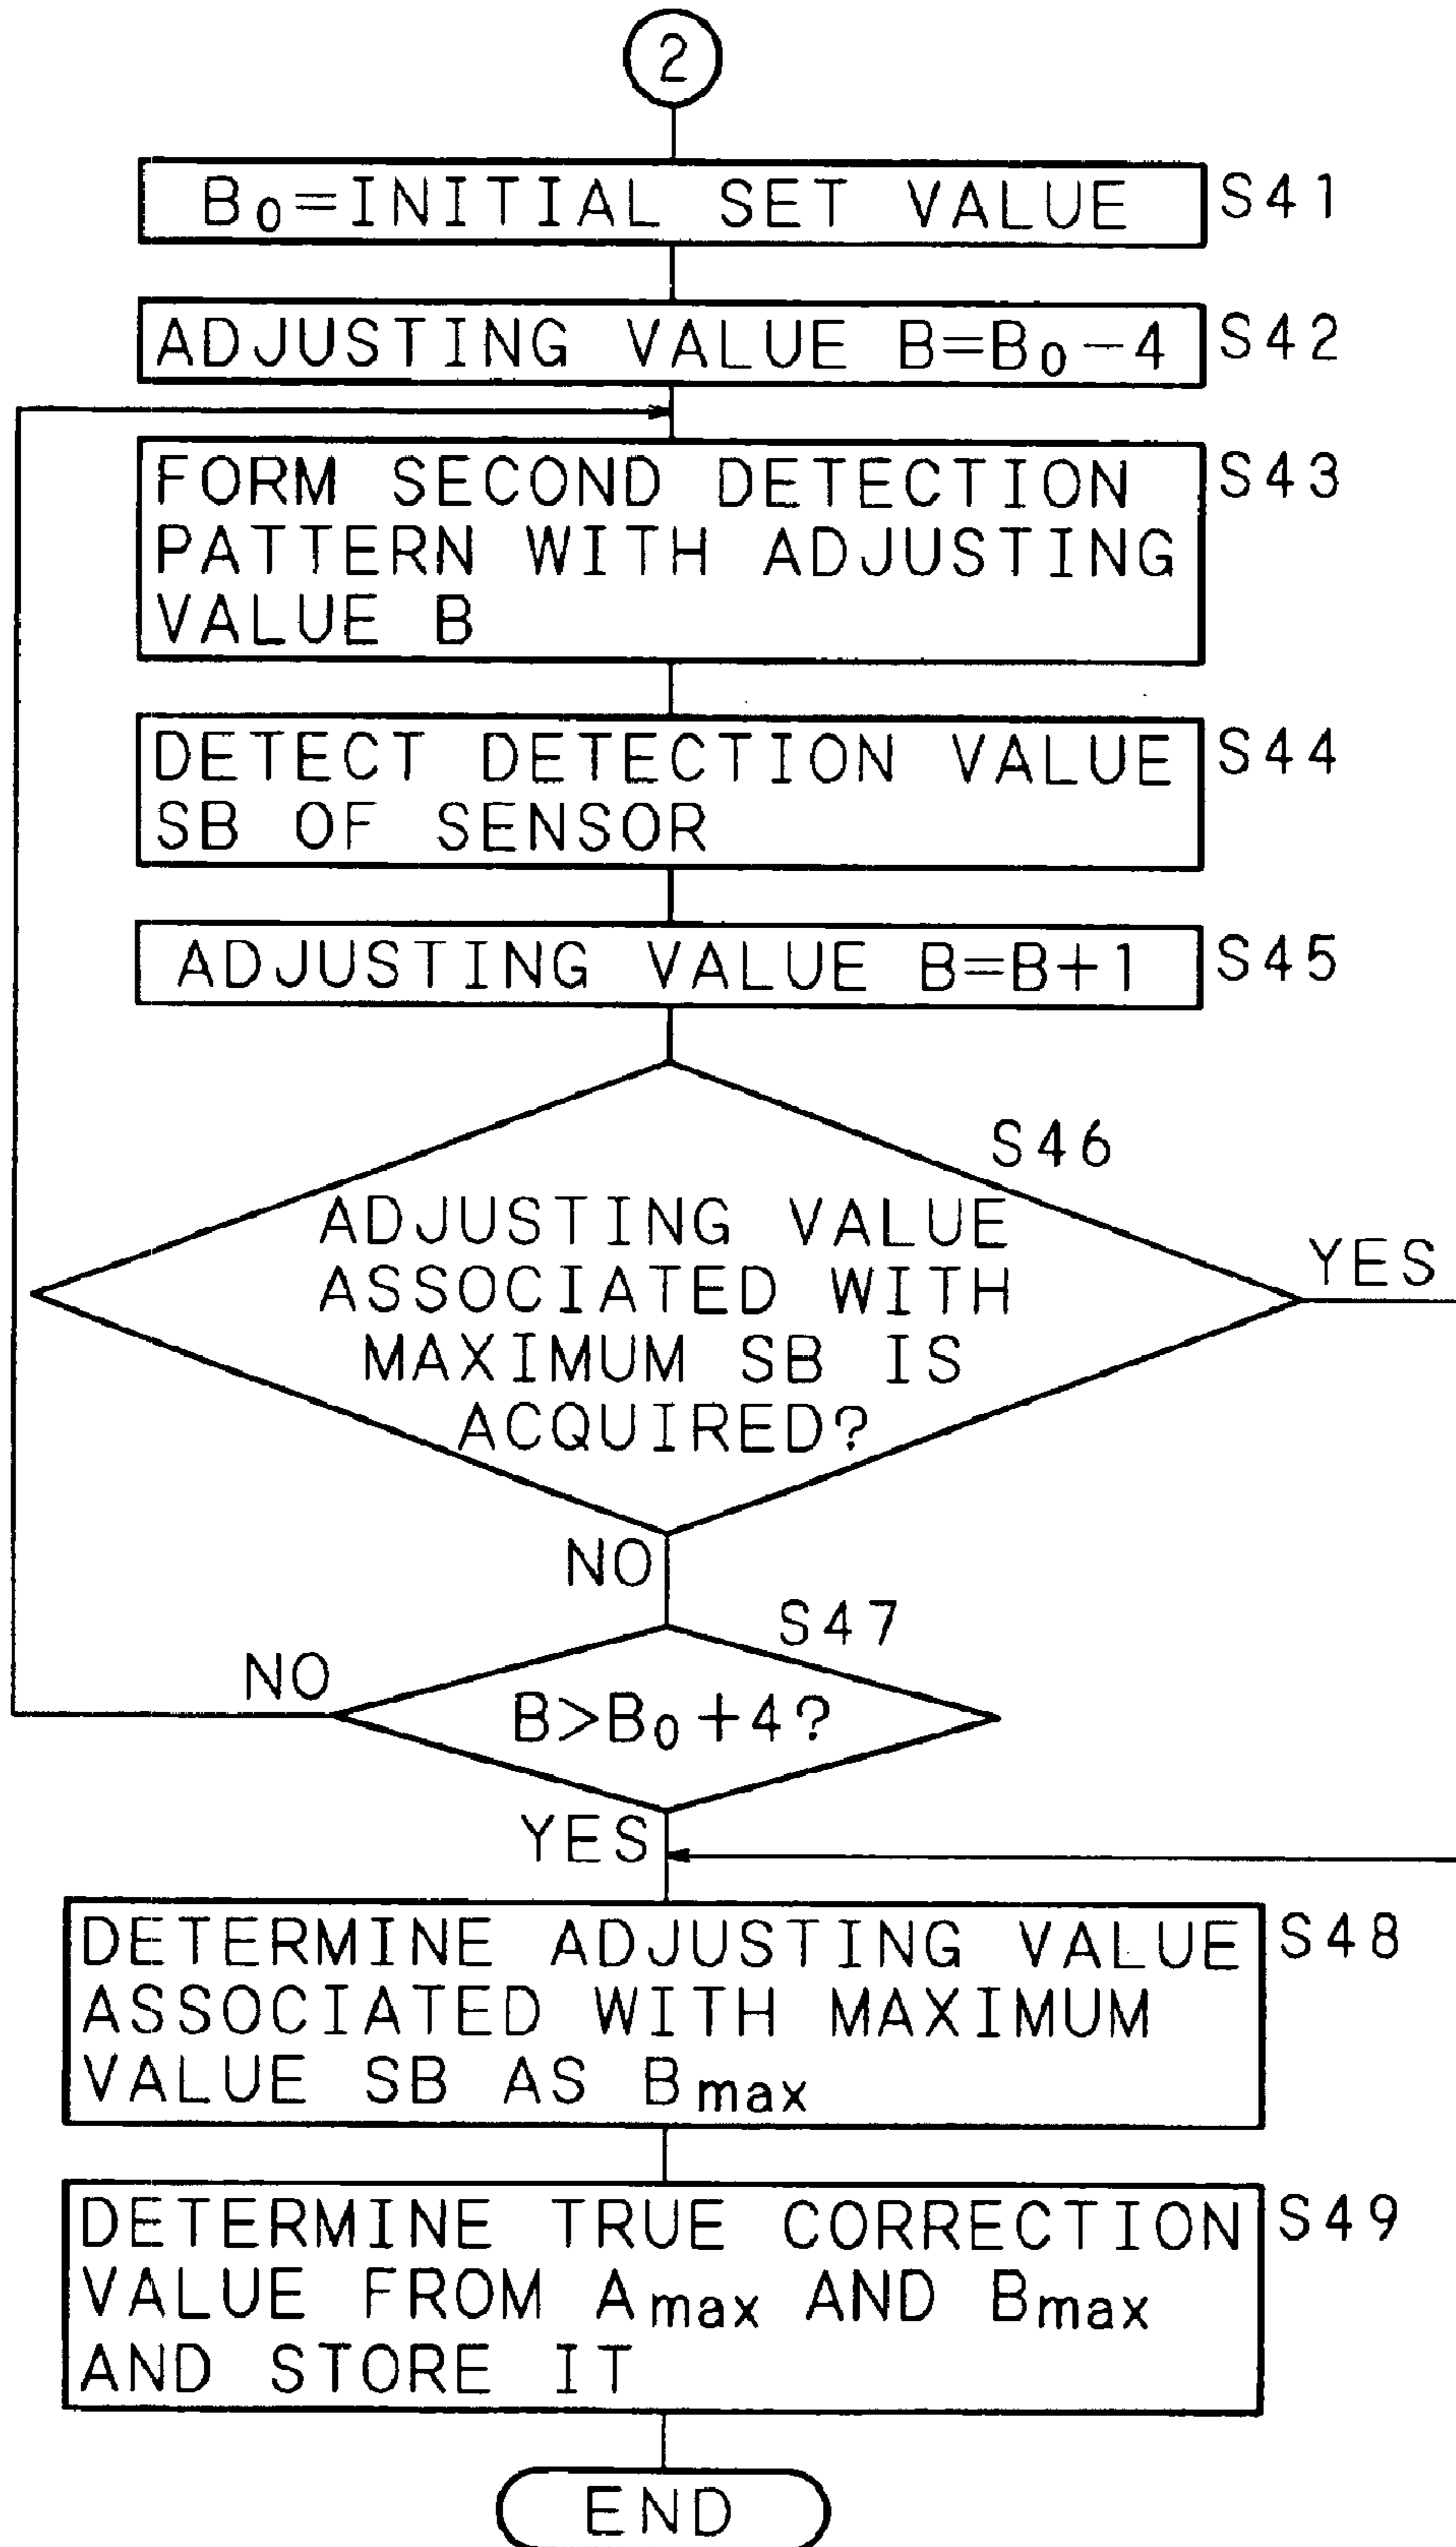 2
B₀=INITIAL SET VALUE S41
ADJUSTING VALUE B=B₀-4 S42
FORM SECOND DETECTION S43
PATTERN WITH ADJUSTING
VALUE B
DETECT DETECTION VALUE S44
SB OF SENSOR
ADJUSTING VALUE B=B+1 S45
S46
ADJUSTING VALUE
YES
ASSOCIATED WITH
MAXIMUM SB IS
ACQUIRED?
NO
S47
NO
B>B₀+4?
YES
DETERMINE ADJUSTING VALUE S48
ASSOCIATED WITH MAXIMUM
VALUE SB AS Bmax
DETERMINE TRUE CORRECTION S49
VALUE FROM Amax AND Bmax
AND STORE IT
END